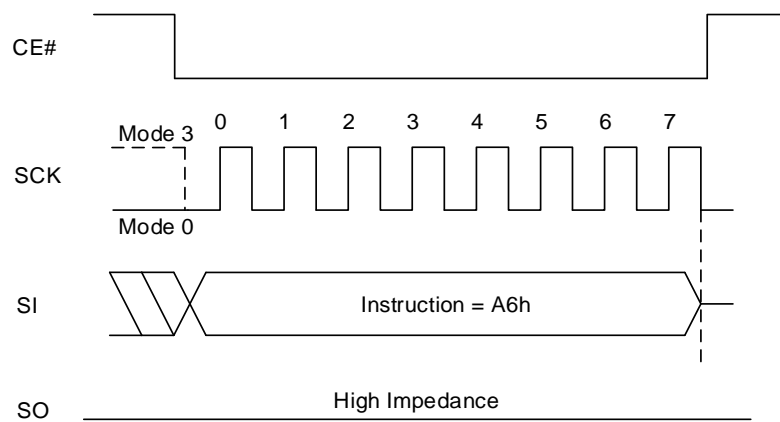 CE#
0 1 2 3 4 5 6 7
Mode 3
SCK
Mode 0
SI
Instruction = A6h
High Impedance
SO